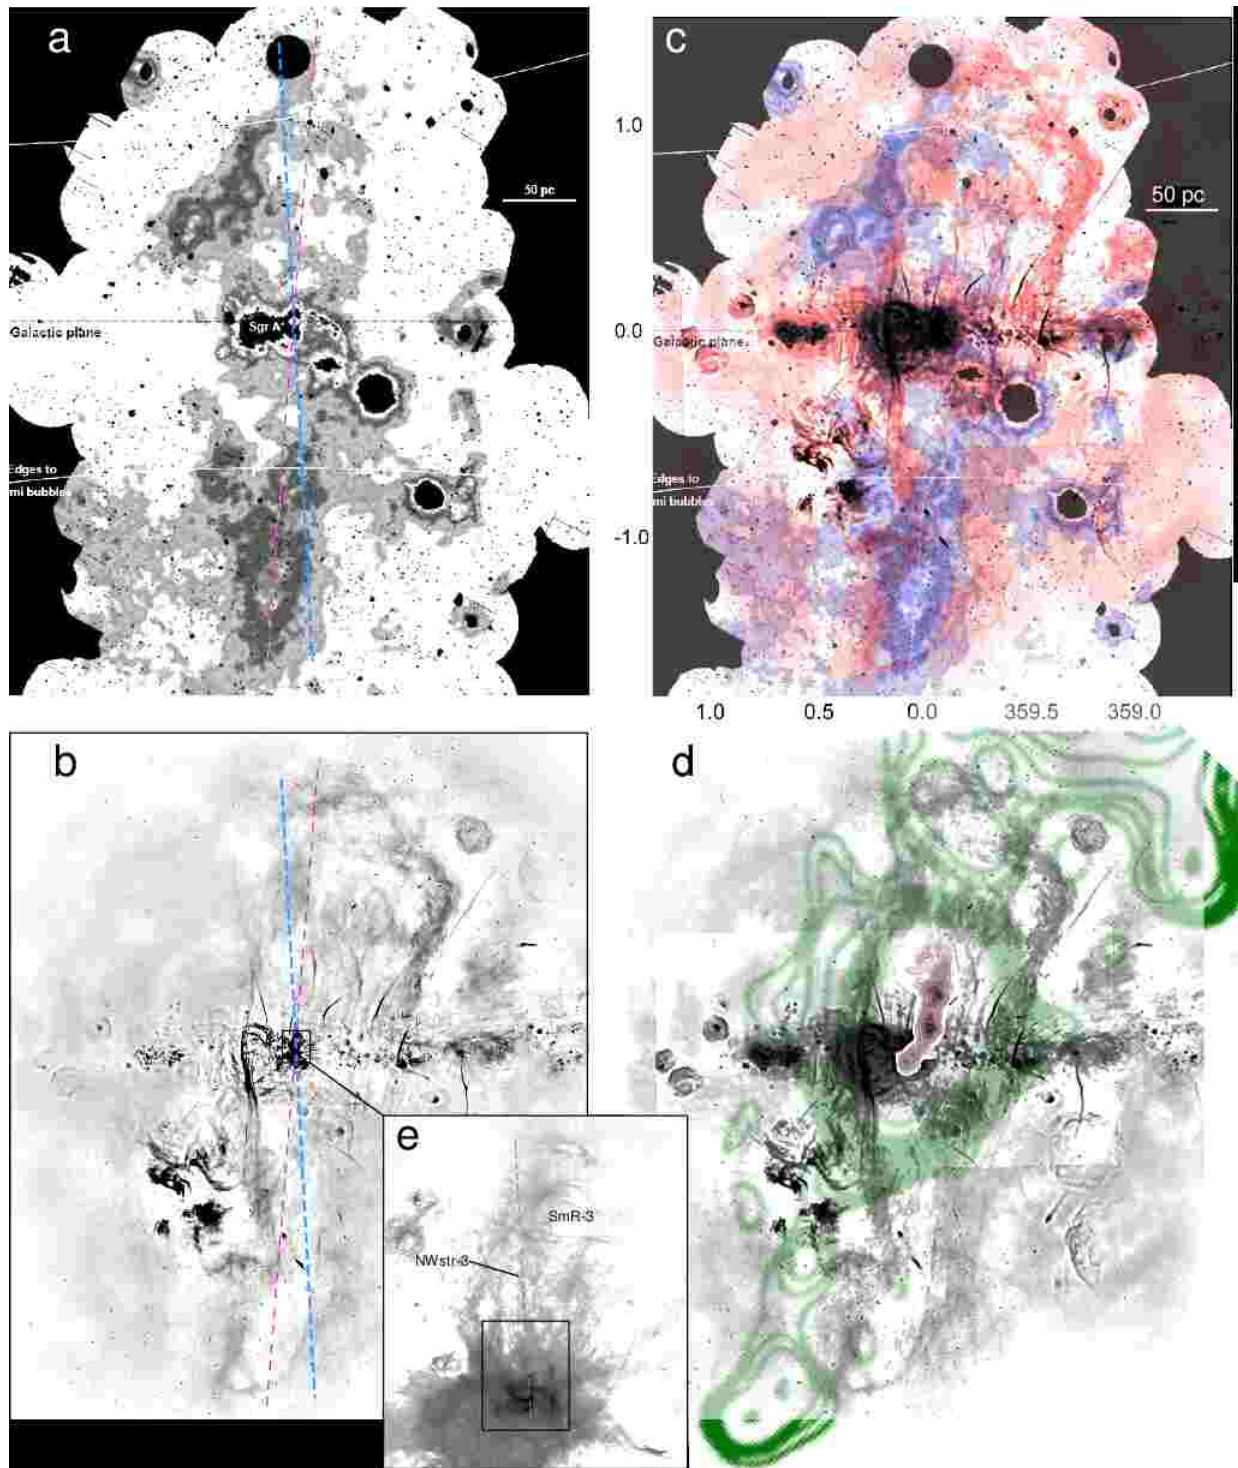 a
50 pc
Sgr A*
Galactic plane
Edges to
mi bubbles
c
1.0
50 pc
0.0
Galactic plane
Edges to
mi bubbles
-1.0
1.0 0.5 0.0 359.5 359.0
b
d
e
SmR-3
NWstr-3